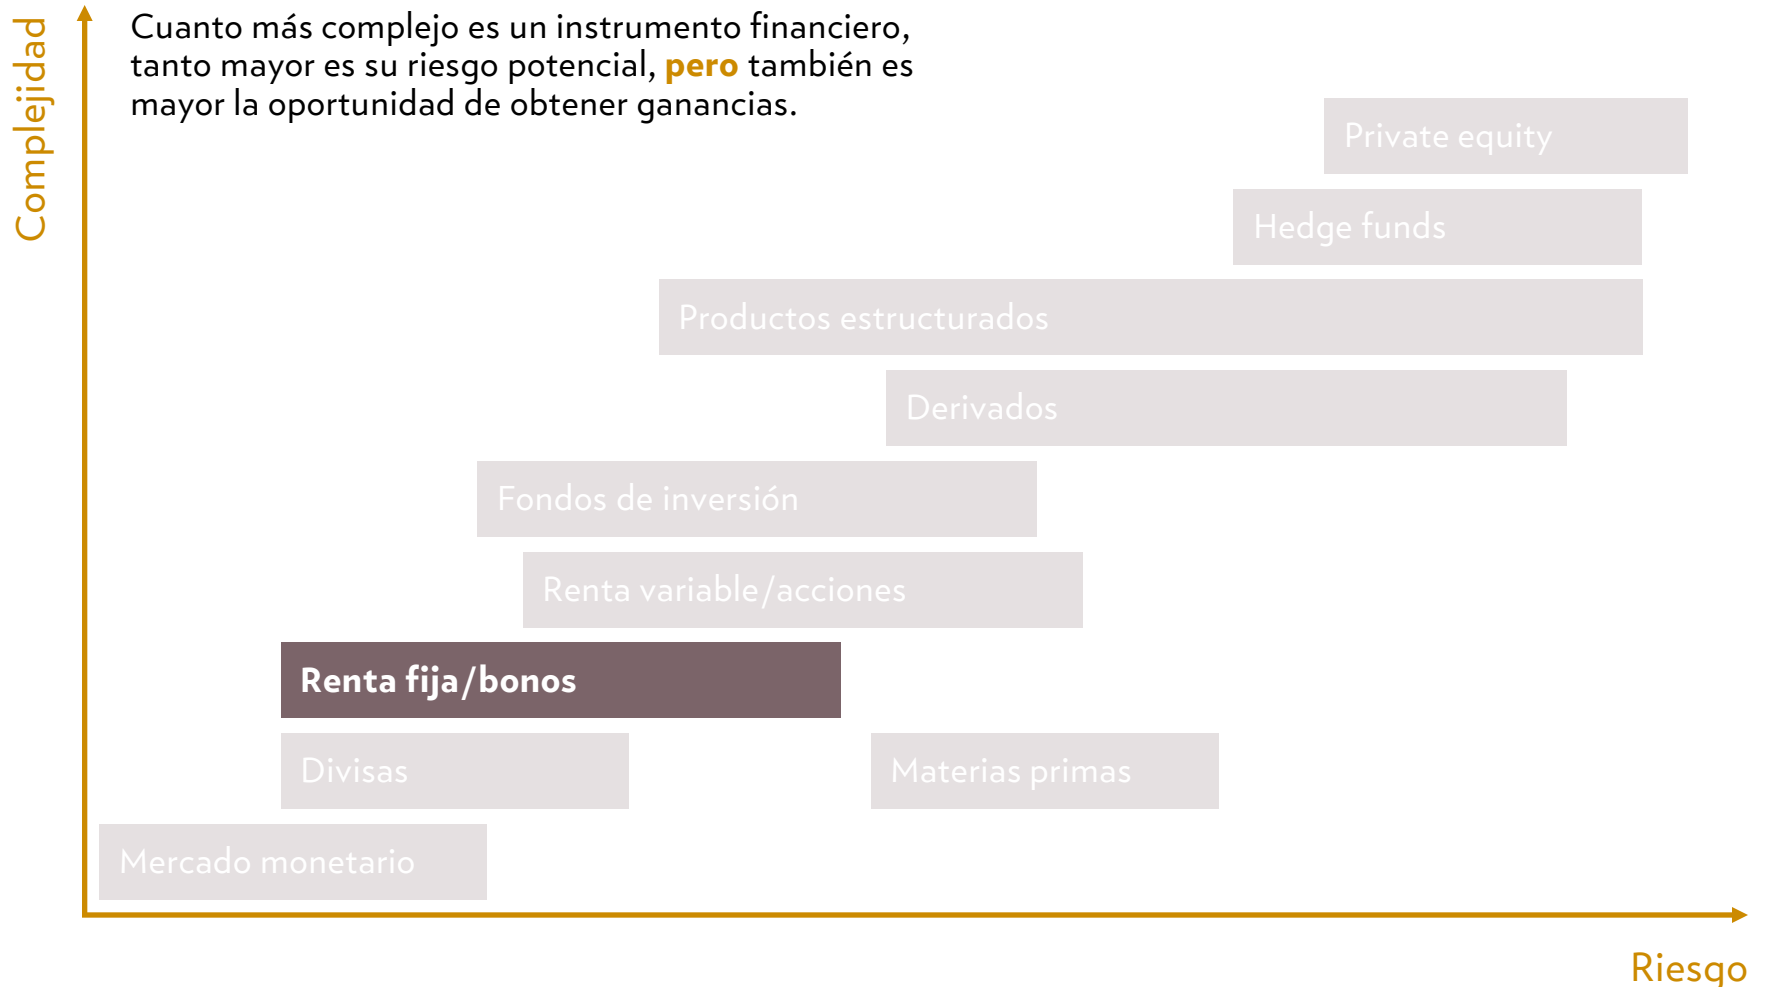 Complejidad
Cuanto más complejo es un instrumento financiero,
tanto mayor es su riesgo potencial, pero también es
mayor la oportunidad de obtener ganancias.
Private equity
Hedge funds
Productos estructurados
Derivados
Fondos de inversión
Renta variable/acciones
Renta fija/bonos
Divisas
Materias primas
Mercado monetario
Riesgo